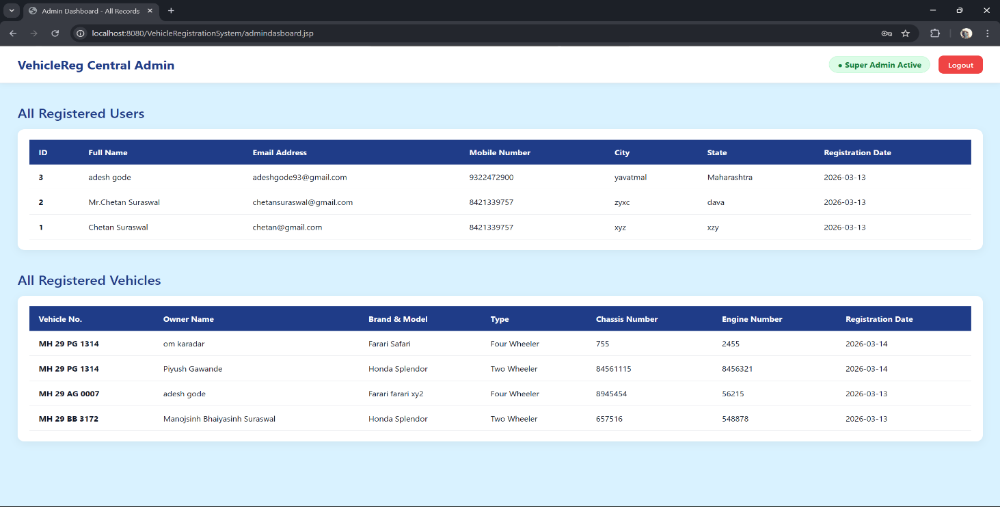 Admin Dashboard - All Records
localhost:8080/VehicleRegistrationSystem/admindasboard.jsp
VehicleReg Central Admin
● Super Admin Active
Logout
All Registered Users
ID Full Name Email Address Mobile Number City State Registration Date
3 adesh gode adeshgode93@gmail.com 9322472900 yavatmal Maharashtra 2026-03-13
2 Mr.Chetan Suraswal chetansuraswal@gmail.com 8421339757 zyxc dava 2026-03-13
1 Chetan Suraswal chetan@gmail.com 8421339757 xyz xzy 2026-03-13
All Registered Vehicles
Vehicle No. Owner Name Brand & Model Type Chassis Number Engine Number Registration Date
MH 29 PG 1314 om karadar Farari Safari Four Wheeler 755 2455 2026-03-14
MH 29 PG 1314 Piyush Gawande Honda Splendor Two Wheeler 84561115 8456321 2026-03-14
MH 29 AG 0007 adesh gode Farari farari xy2 Four Wheeler 8945454 56215 2026-03-13
MH 29 BB 3172 Manojsinh Bhaiyasinh Suraswal Honda Splendor Two Wheeler 657516 548878 2026-03-13